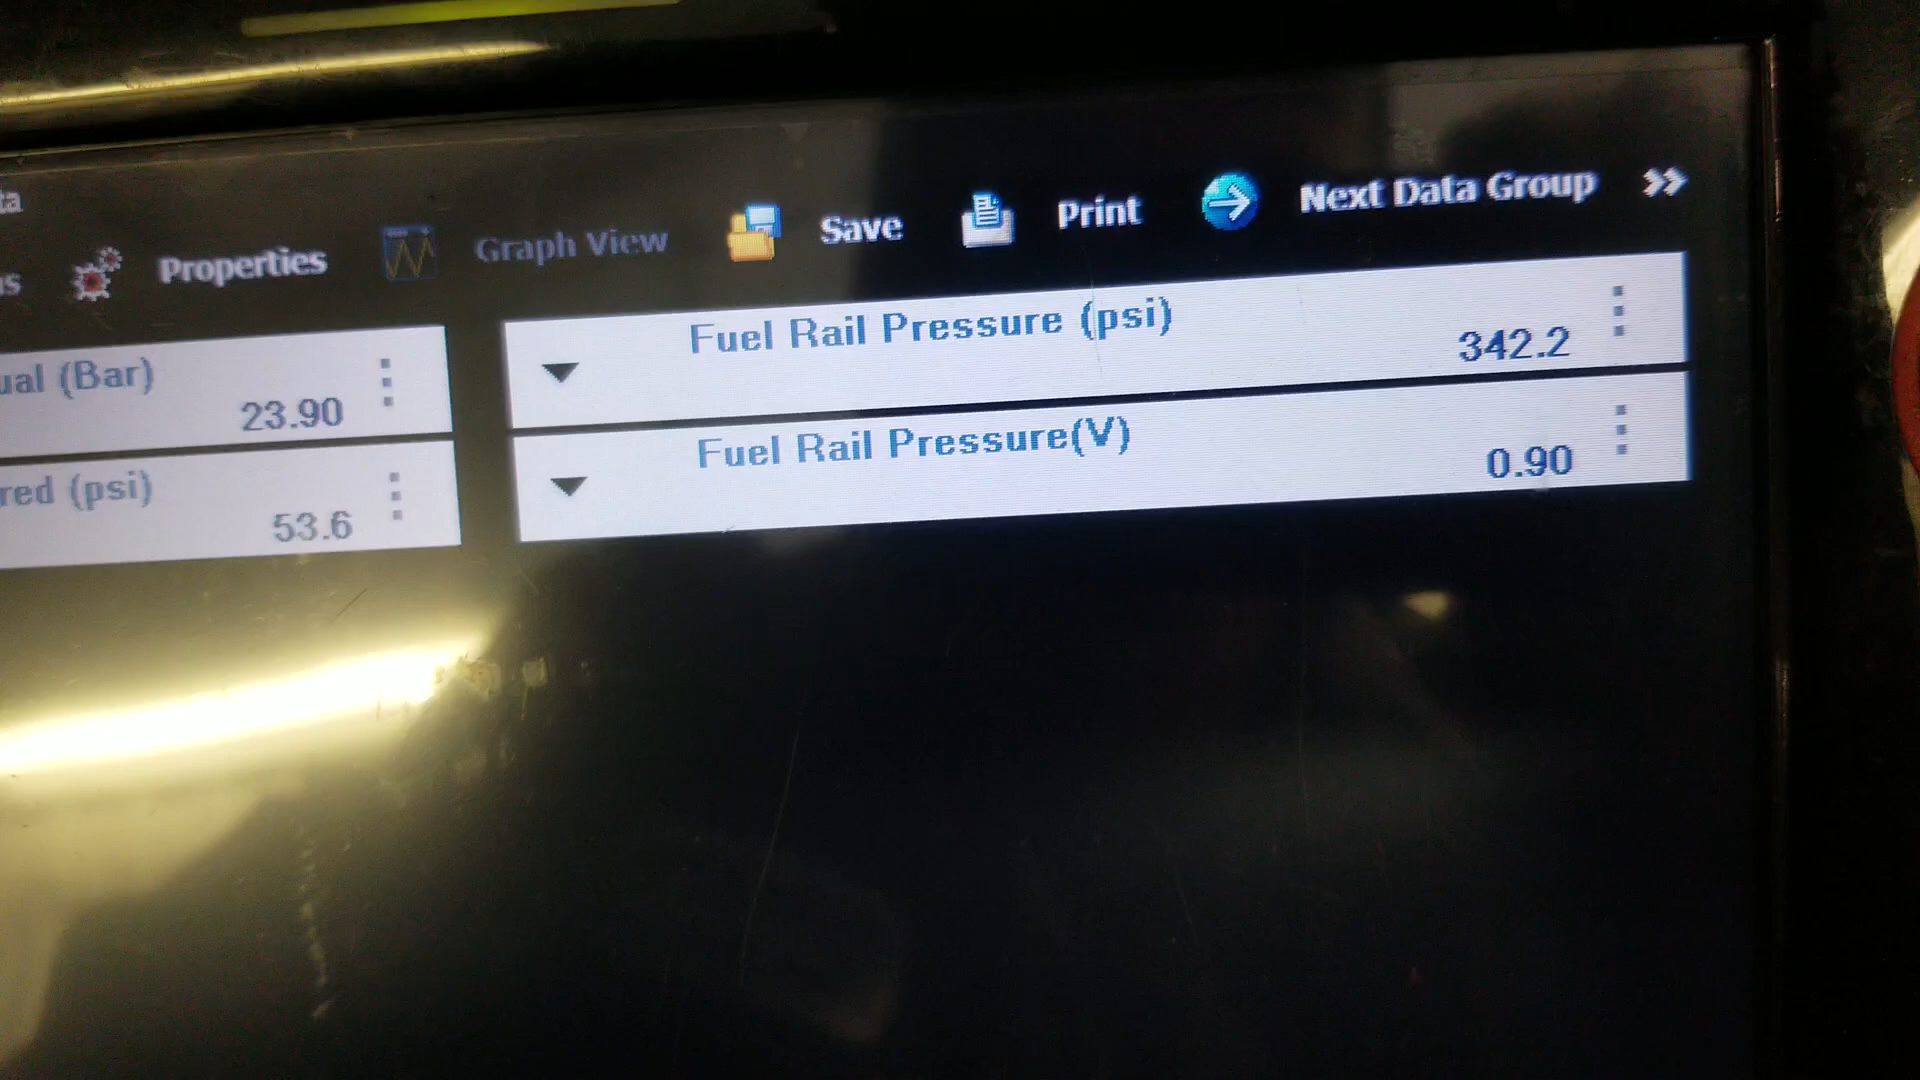 ta
s Properties Graph View Save Print Next Data Group
ual (Bar)
23.90
red (psi)
53.6
Fuel Rail Pressure (psi)
342.2
Fuel Rail Pressure(V)
0.90